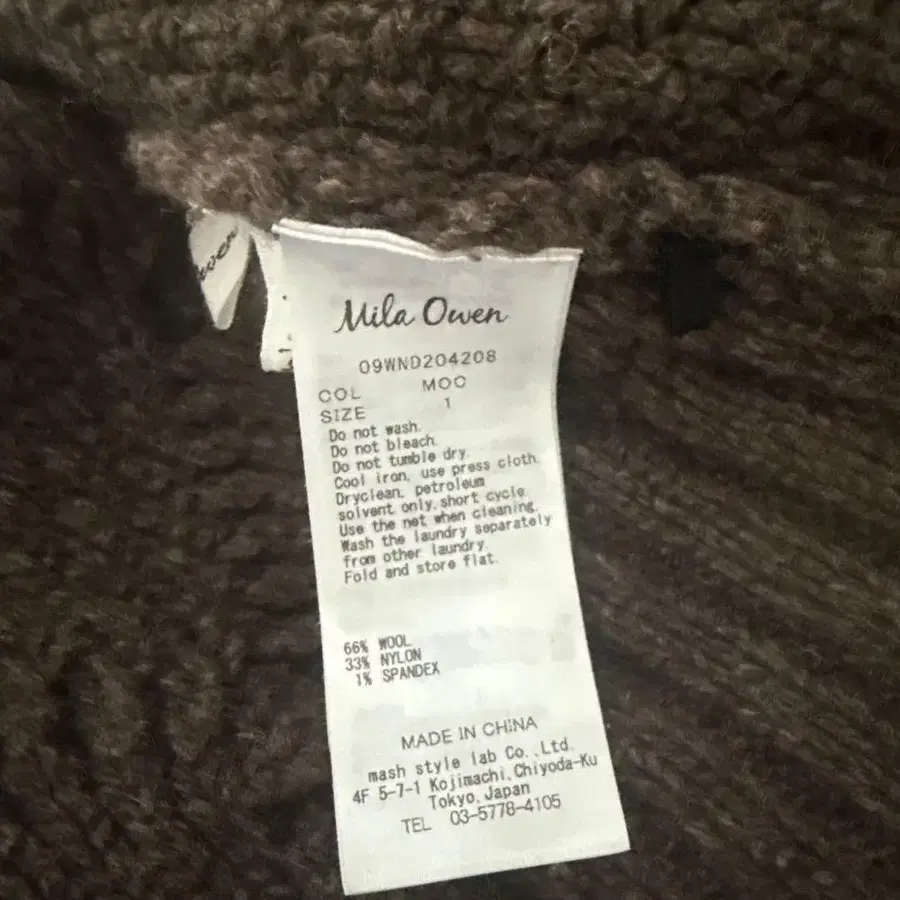 Mila Owen
09WND204208
COL MOC
SIZE 1
Do not wash.
Do not bleach.
Do not tumble dry.
Cool iron, use press cloth.
Dryclean, petroleum
solvent only,short cycle.
Use the net when cleaning.
Wash the laundry separately
from other laundry.
Fold and store flat.
66% WOOL
33% NYLON
1% SPANDEX
MADE IN CHINA
mash style lab Co.,Ltd.
4F 5-7-1 Kojimachi,Chiyoda-Ku
Tokyo,Japan
TEL 03-5778-4105